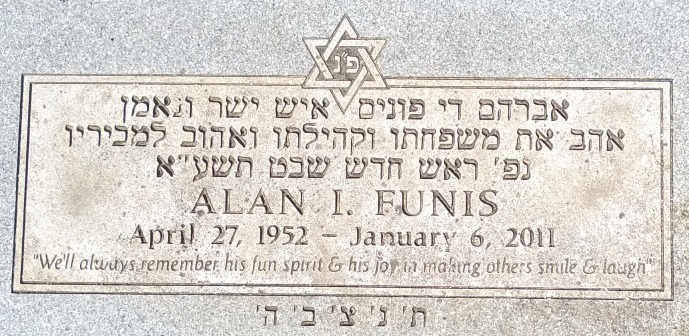 פ׳נ
אברהם די פונים איש ישר ונאמן
אהב את משפחתו וקהילתו ואהוב למכיריו
נפ׳ ראש חדש שבט תשע״א
ALAN I. FUNIS
April 27, 1952 – January 6, 2011
"We'll always remember his fun spirit & his joy in making others smile & laugh"
ת׳ נ׳ צ׳ ב׳ ה׳